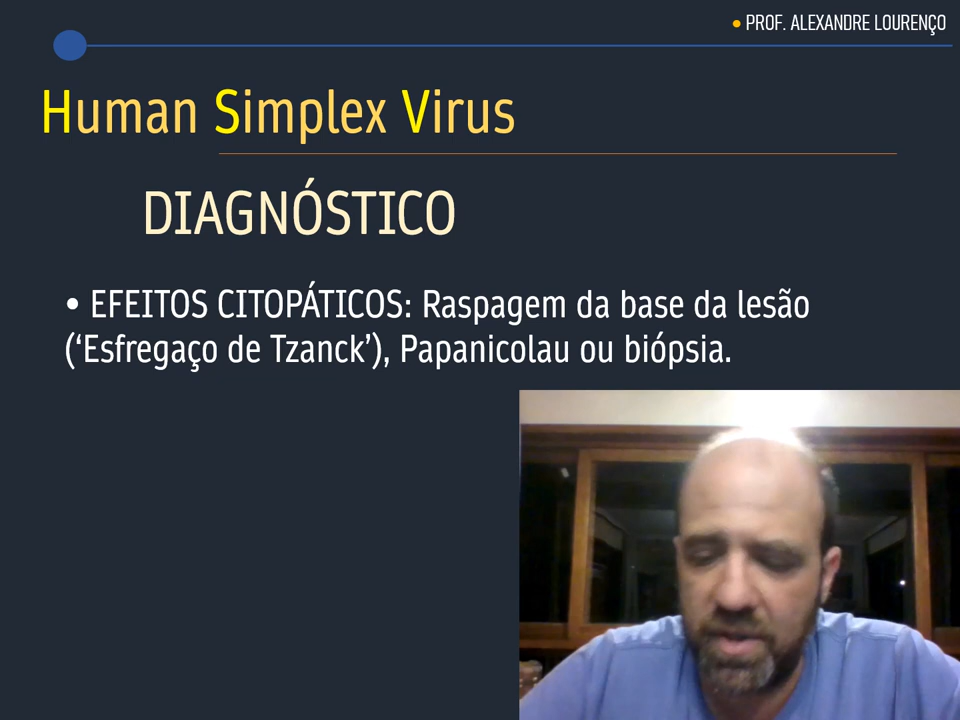 • PROF. ALEXANDRE LOURENÇO
Human Simplex Virus
DIAGNÓSTICO
• EFEITOS CITOPÁTICOS: Raspagem da base da lesão
(‘Esfregaço de Tzanck’), Papanicolau ou biópsia.